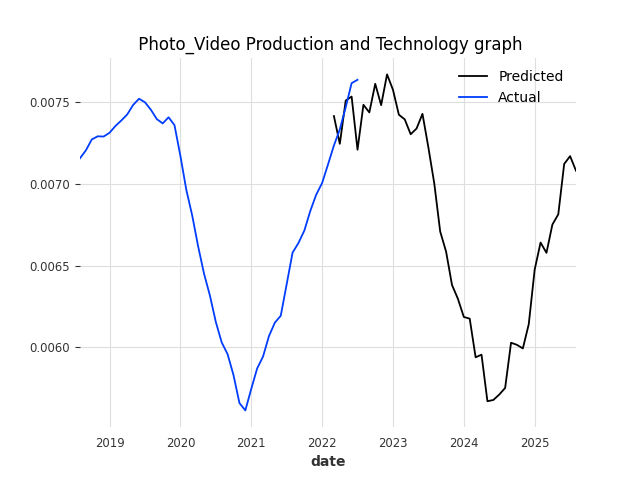 Photo_Video Production and Technology graph
Predicted
Actual
0.0075
0.0070
0.0065
0.0060
2019 2020 2021 2022 2023 2024 2025
date